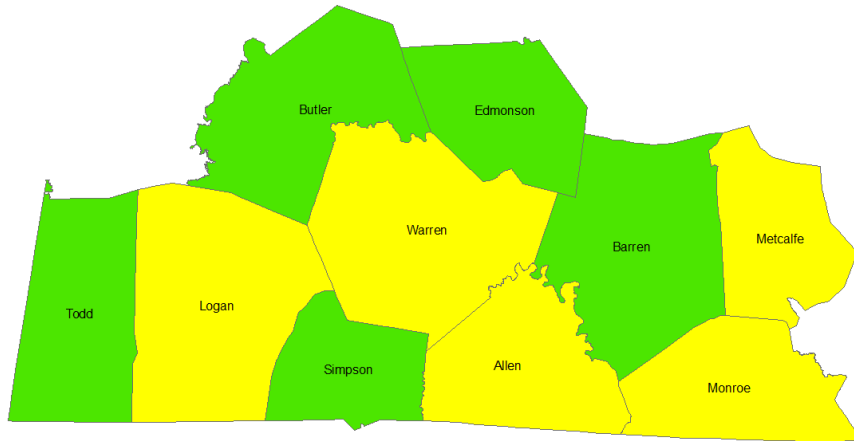 Butler
Edmonson
Warren
Barren
Metcalfe
Todd
Logan
Simpson
Allen
Monroe